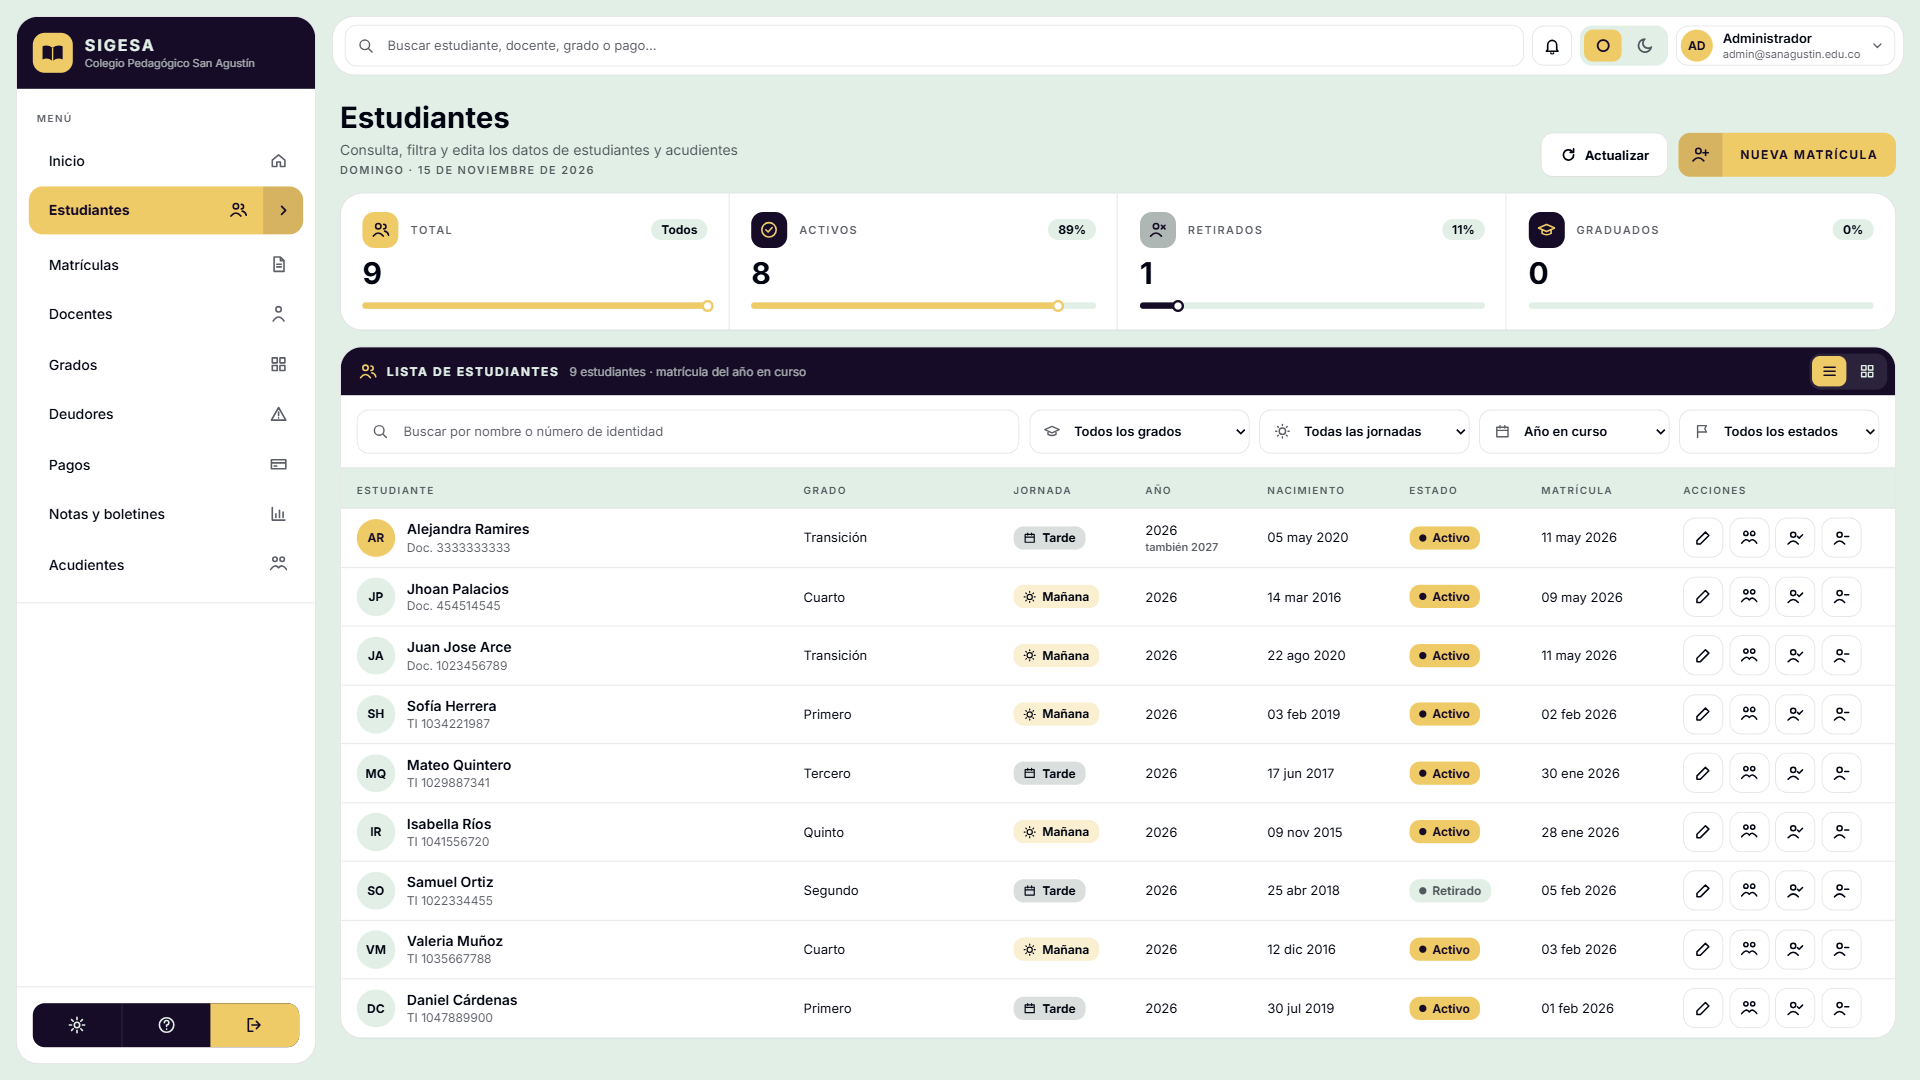 SIGESA
Colegio Pedagógico San Agustín
MENÚ
Inicio
Estudiantes
Matrículas
Docentes
Grados
Deudores
Pagos
Notas y boletines
Acudientes
Buscar estudiante, docente, grado o pago...
AD
Administrador
admin@sanagustin.edu.co
Estudiantes
Consulta, filtra y edita los datos de estudiantes y acudientes
DOMINGO · 15 DE NOVIEMBRE DE 2026
Actualizar
NUEVA MATRÍCULA
TOTAL Todos
9
ACTIVOS 89%
8
RETIRADOS 11%
1
GRADUADOS 0%
0
LISTA DE ESTUDIANTES 9 estudiantes · matrícula del año en curso
Buscar por nombre o número de identidad
Todos los grados
Todas las jornadas
Año en curso
Todos los estados
ESTUDIANTE GRADO JORNADA AÑO NACIMIENTO ESTADO MATRÍCULA ACCIONES
AR Alejandra Ramires Transición Tarde 2026 05 may 2020 Activo 11 may 2026
Doc. 3333333333 también 2027
JP Jhoan Palacios Cuarto Mañana 2026 14 mar 2016 Activo 09 may 2026
Doc. 454514545
JA Juan Jose Arce Transición Mañana 2026 22 ago 2020 Activo 11 may 2026
Doc. 1023456789
SH Sofía Herrera Primero Mañana 2026 03 feb 2019 Activo 02 feb 2026
TI 1034221987
MQ Mateo Quintero Tercero Tarde 2026 17 jun 2017 Activo 30 ene 2026
TI 1029887341
IR Isabella Ríos Quinto Mañana 2026 09 nov 2015 Activo 28 ene 2026
TI 1041556720
SO Samuel Ortiz Segundo Tarde 2026 25 abr 2018 Retirado 05 feb 2026
TI 1022334455
VM Valeria Muñoz Cuarto Mañana 2026 12 dic 2016 Activo 03 feb 2026
TI 1035667788
DC Daniel Cárdenas Primero Tarde 2026 30 jul 2019 Activo 01 feb 2026
TI 1047889900